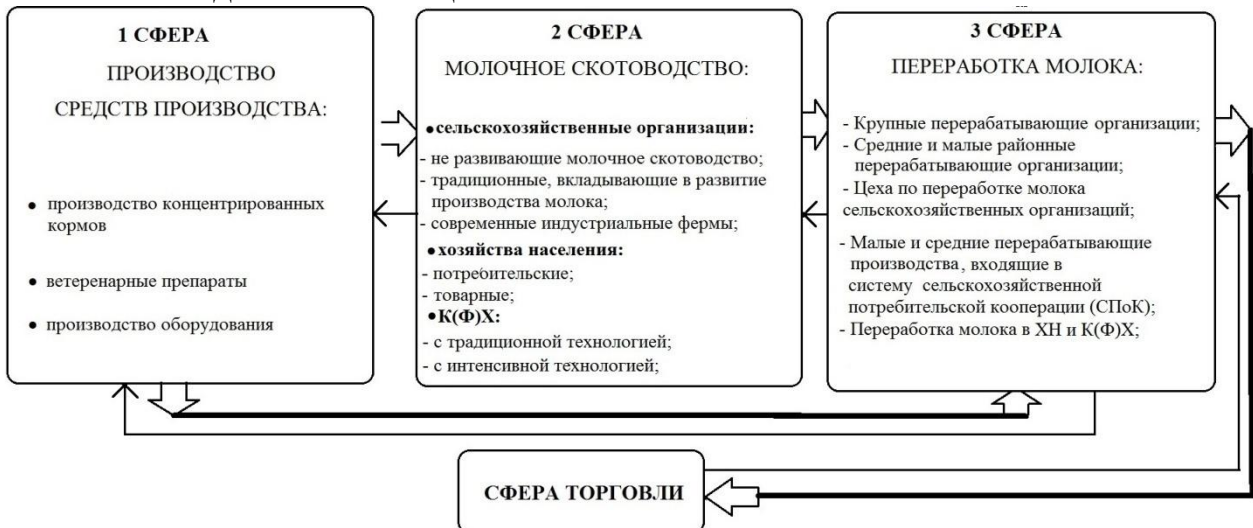 1 СФЕРА
ПРОИЗВОДСТВО
СРЕДСТВ ПРОИЗВОДСТВА:
● производство концентрированных
кормов
● ветеренарные препараты
● производство оборудования
2 СФЕРА
МОЛОЧНОЕ СКОТОВОДСТВО:
●сельскохозяйственные организации:
- не развивающие молочное скотоводство;
- традиционные, вкладывающие в развитие
производства молока;
- современные индустриальные фермы;
●хозяйства населения:
- потребительские;
- товарные;
●К(Ф)Х:
- с традиционной технологией;
- с интенсивной технологией;
3 СФЕРА
ПЕРЕРАБОТКА МОЛОКА:
- Крупные перерабатывающие организации;
- Средние и малые районные
перерабатывающие организации;
- Цеха по переработке молока
сельскохозяйственных организаций;
- Малые и средние перерабатывающие
производства, входящие в
систему сельскохозяйственной
потребительской кооперации (СПоК);
- Переработка молока в ХН и К(Ф)Х;
СФЕРА ТОРГОВЛИ